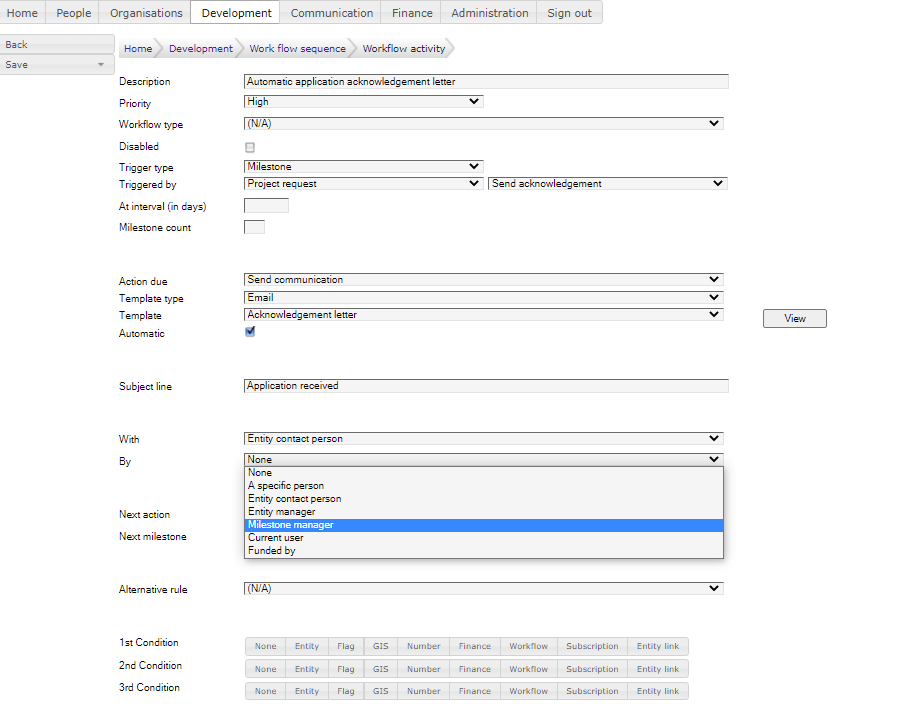 Home People Organisations Development Communication Finance Administration Sign out
Back
Save
Home Development Work flow sequence Workflow activity
Description Automatic application acknowledgement letter
Priority High
Workflow type (N/A)
Disabled
Trigger type Milestone
Triggered by Project request Send acknowledgement
At interval (in days)
Milestone count
Action due Send communication
Template type Email
Template Acknowledgement letter View
Automatic
Subject line Application received
With Entity contact person
By None
None
A specific person
Entity contact person
Entity manager
Next action
Milestone manager
Next milestone Current user
Funded by
Alternative rule (N/A)
1st Condition None Entity Flag GIS Number Finance Workflow Subscription Entity link
2nd Condition None Entity Flag GIS Number Finance Workflow Subscription Entity link
3rd Condition None Entity Flag GIS Number Finance Workflow Subscription Entity link